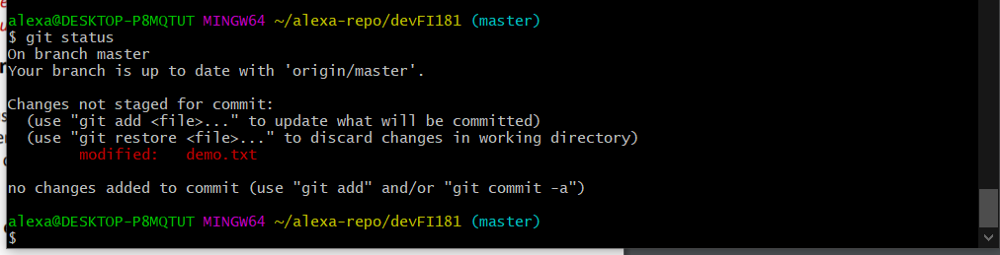 alexa@DESKTOP-P8MQTUT MINGW64 ~/alexa-repo/devFI181 (master)
$ git status
On branch master
Your branch is up to date with 'origin/master'.
Changes not staged for commit:
(use "git add <file>..." to update what will be committed)
(use "git restore <file>..." to discard changes in working directory)
modified:   demo.txt
no changes added to commit (use "git add" and/or "git commit -a")
alexa@DESKTOP-P8MQTUT MINGW64 ~/alexa-repo/devFI181 (master)
$